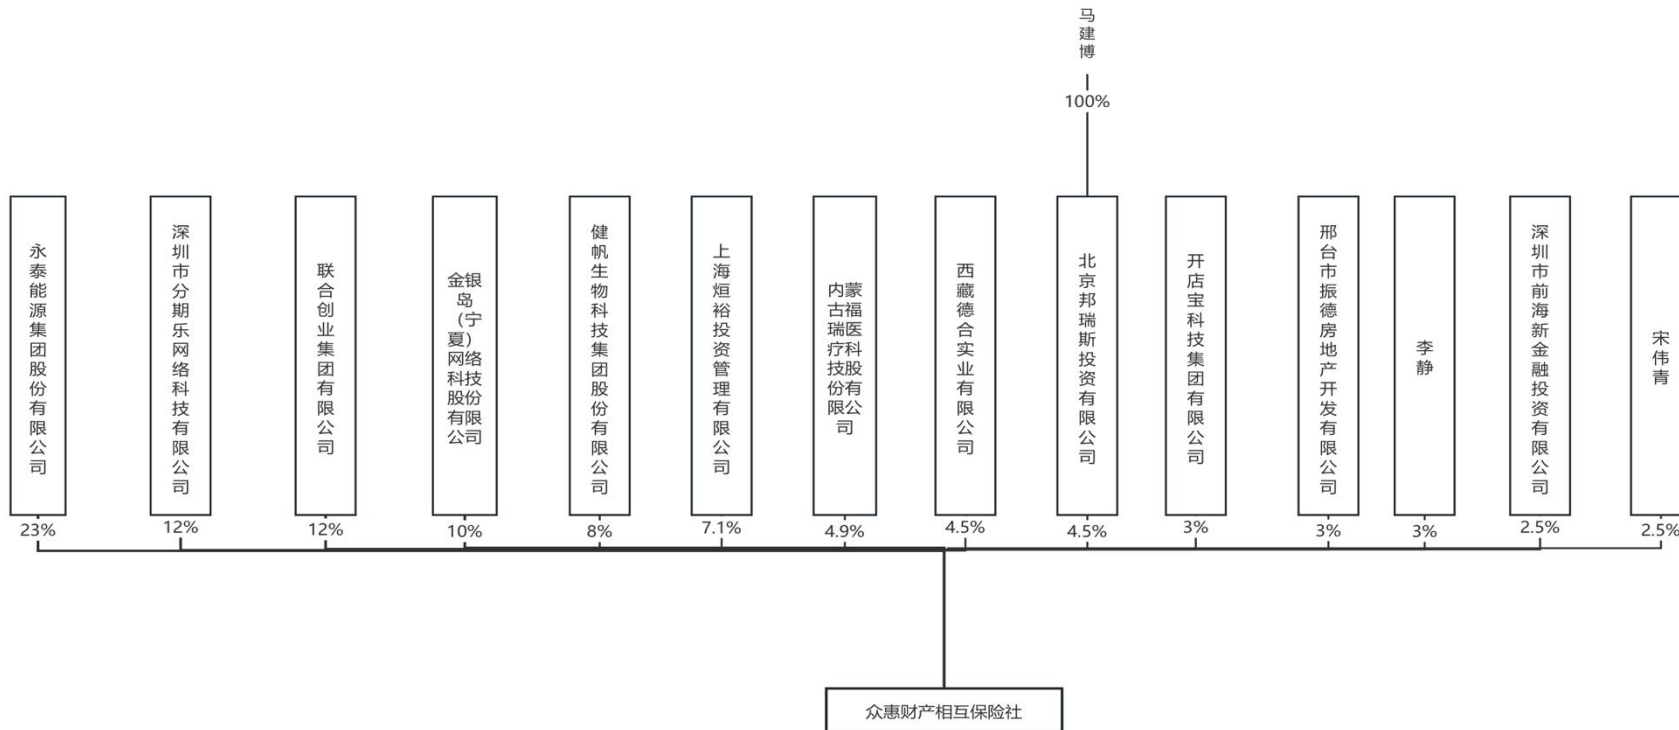 马建博
100%
永泰能源集团股份有限公司
深圳市分期乐网络科技有限公司
联合创业集团有限公司
金银岛（宁夏）网络科技股份有限公司
健帆生物科技集团股份有限公司
上海烜裕投资管理有限公司
内蒙古福瑞医疗科技股份有限公司
西藏德合实业有限公司
北京邦瑞斯投资有限公司
开店宝科技集团有限公司
邢台市振德房地产开发有限公司
李静
深圳市前海新金融投资有限公司
宋伟青
23%
12%
12%
10%
8%
7.1%
4.9%
4.5%
4.5%
3%
3%
3%
2.5%
2.5%
众惠财产相互保险社